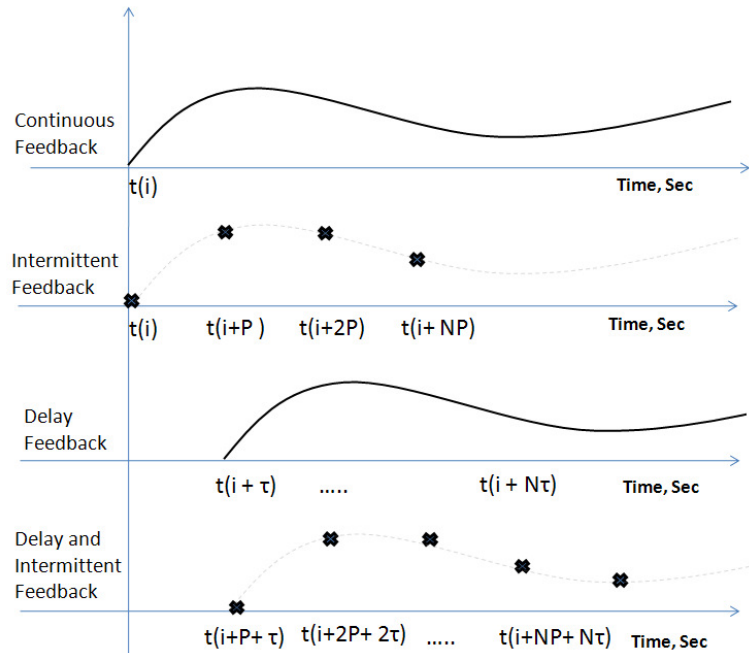 Continuous
Feedback
t(i)
Time, Sec
Intermittent
Feedback
t(i) t(i+P ) t(i+2P) t(i+ NP) Time, Sec
Delay
Feedback
t(i + τ) ..... t(i + Nτ) Time, Sec
Delay and
Intermittent
Feedback
t(i+P+ τ) t(i+2P+ 2τ) ..... t(i+NP+ Nτ) Time, Sec